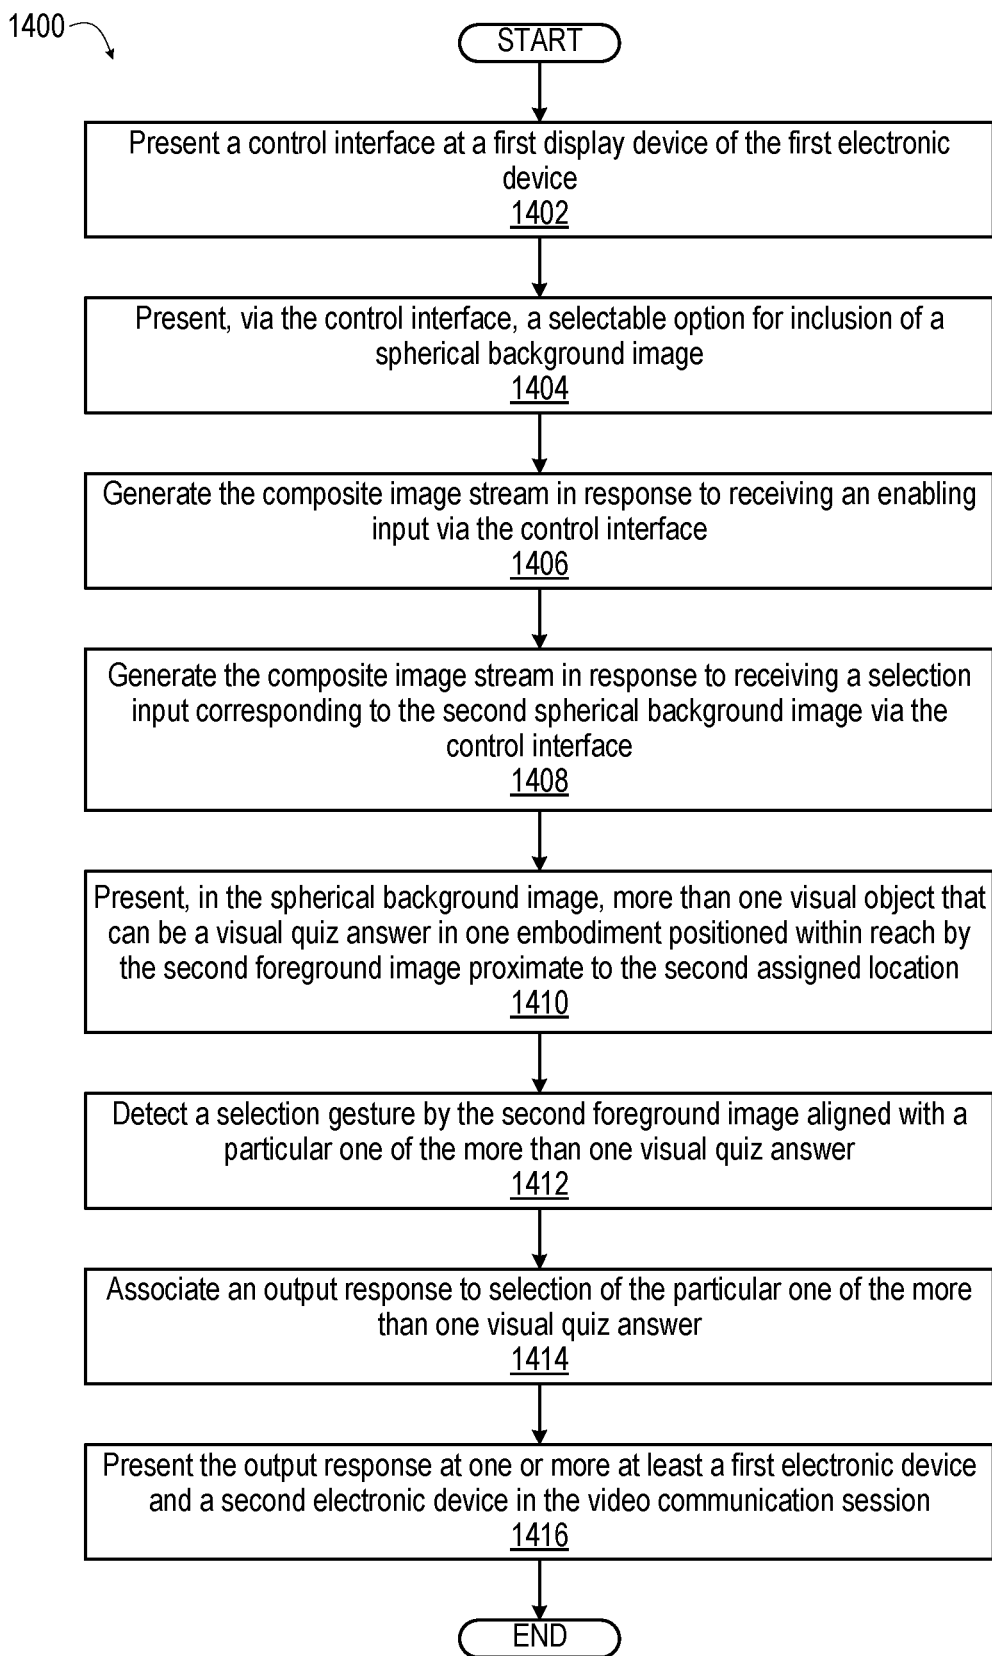 1400
START
Present a control interface at a first display device of the first electronic
device
1402
Present, via the control interface, a selectable option for inclusion of a
spherical background image
1404
Generate the composite image stream in response to receiving an enabling
input via the control interface
1406
Generate the composite image stream in response to receiving a selection
input corresponding to the second spherical background image via the
control interface
1408
Present, in the spherical background image, more than one visual object that
can be a visual quiz answer in one embodiment positioned within reach by
the second foreground image proximate to the second assigned location
1410
Detect a selection gesture by the second foreground image aligned with a
particular one of the more than one visual quiz answer
1412
Associate an output response to selection of the particular one of the more
than one visual quiz answer
1414
Present the output response at one or more at least a first electronic device
and a second electronic device in the video communication session
1416
END